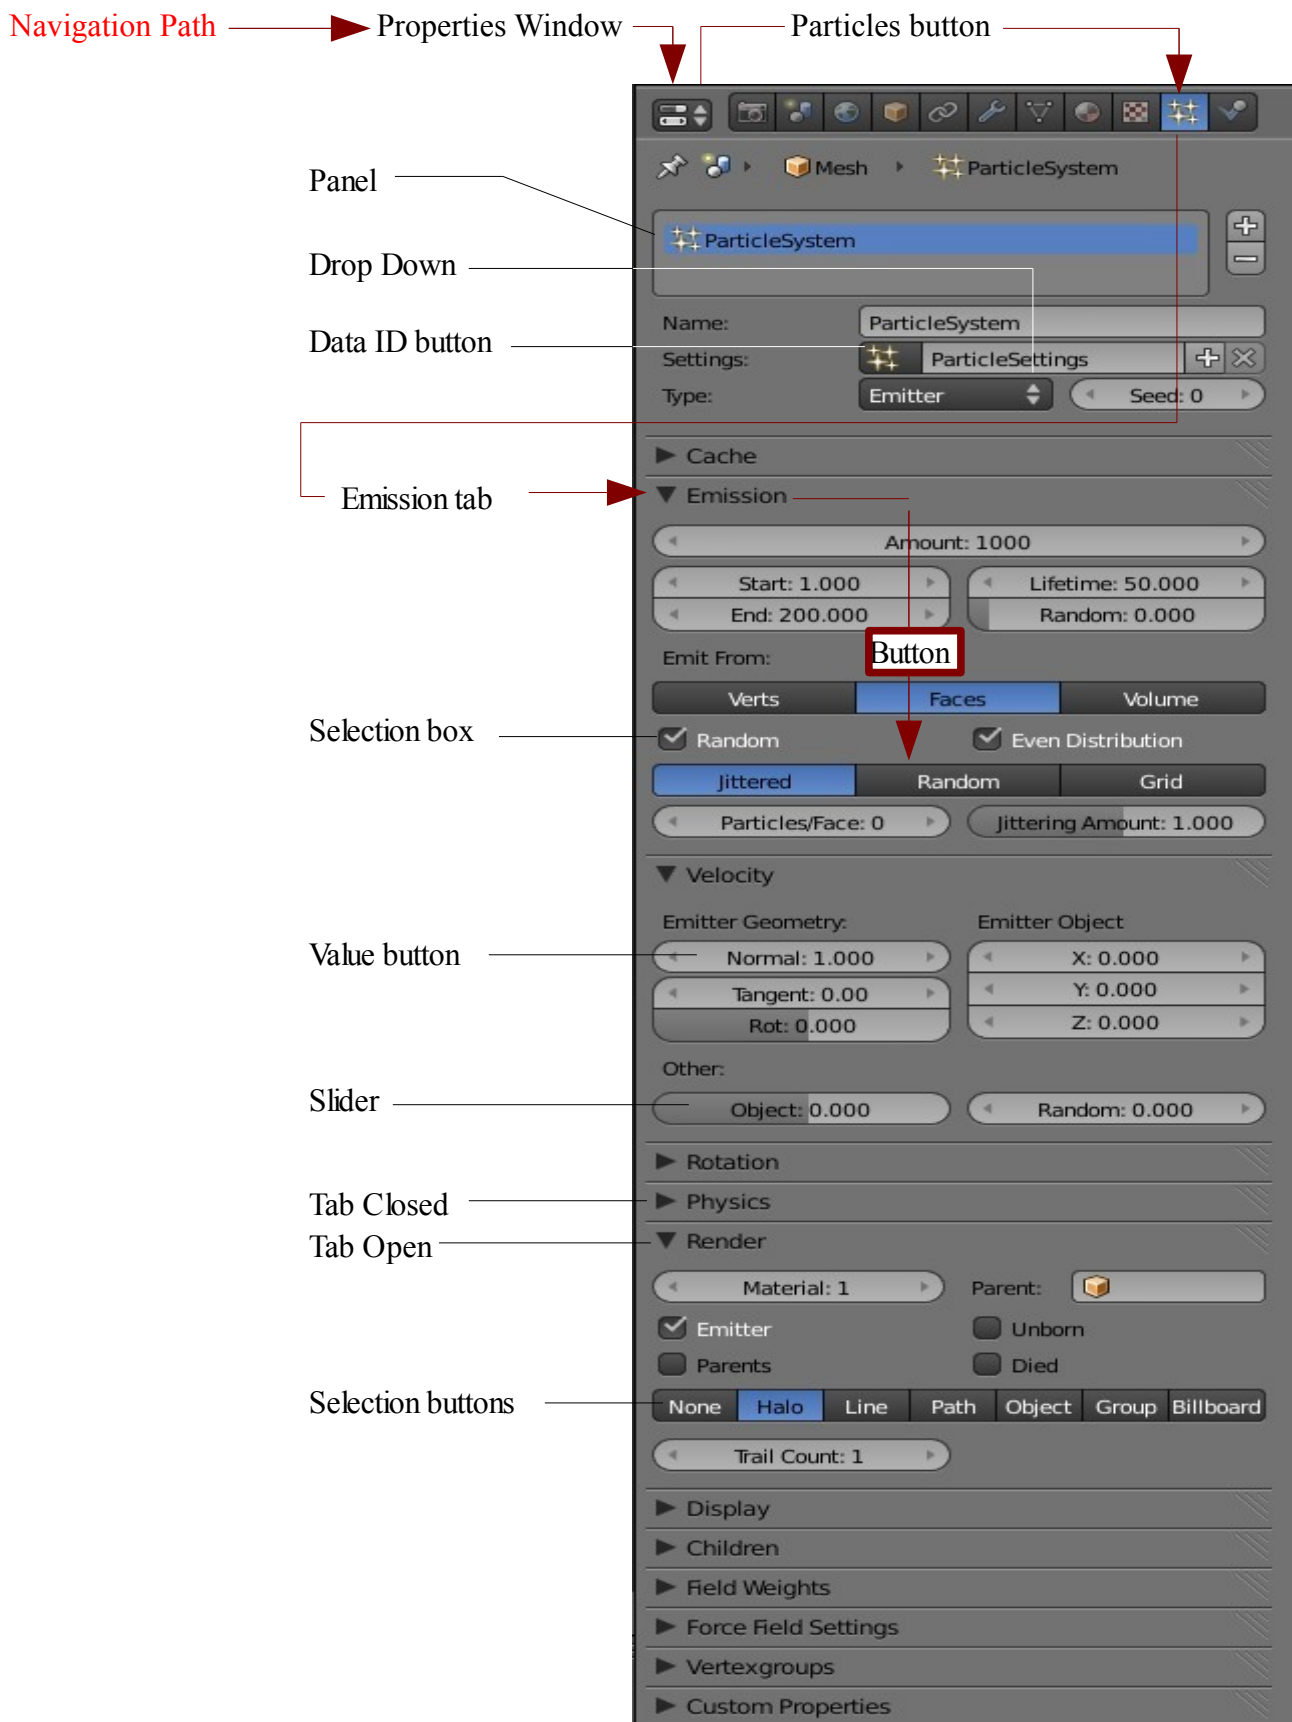 Navigation Path Properties Window Particles button
Mesh ParticleSystem
Panel
ParticleSystem
Drop Down
Name: ParticleSystem
Data ID button
Settings: ParticleSettings
Type: Emitter Seed: 0
Cache
Emission tab Emission
Amount: 1000
Start: 1.000 Lifetime: 50.000
End: 200.000 Random: 0.000
Emit From: Button
Verts Faces Volume
Selection box Random Even Distribution
Jittered Random Grid
Particles/Face: 0 Jittering Amount: 1.000
Velocity
Emitter Geometry: Emitter Object
Value button Normal: 1.000 X: 0.000
Tangent: 0.00 Y: 0.000
Rot: 0.000 Z: 0.000
Other:
Slider Object: 0.000 Random: 0.000
Rotation
Tab Closed Physics
Tab Open Render
Material: 1 Parent:
Emitter Unborn
Parents Died
Selection buttons None Halo Line Path Object Group Billboard
Trail Count: 1
Display
Children
Field Weights
Force Field Settings
Vertexgroups
Custom Properties